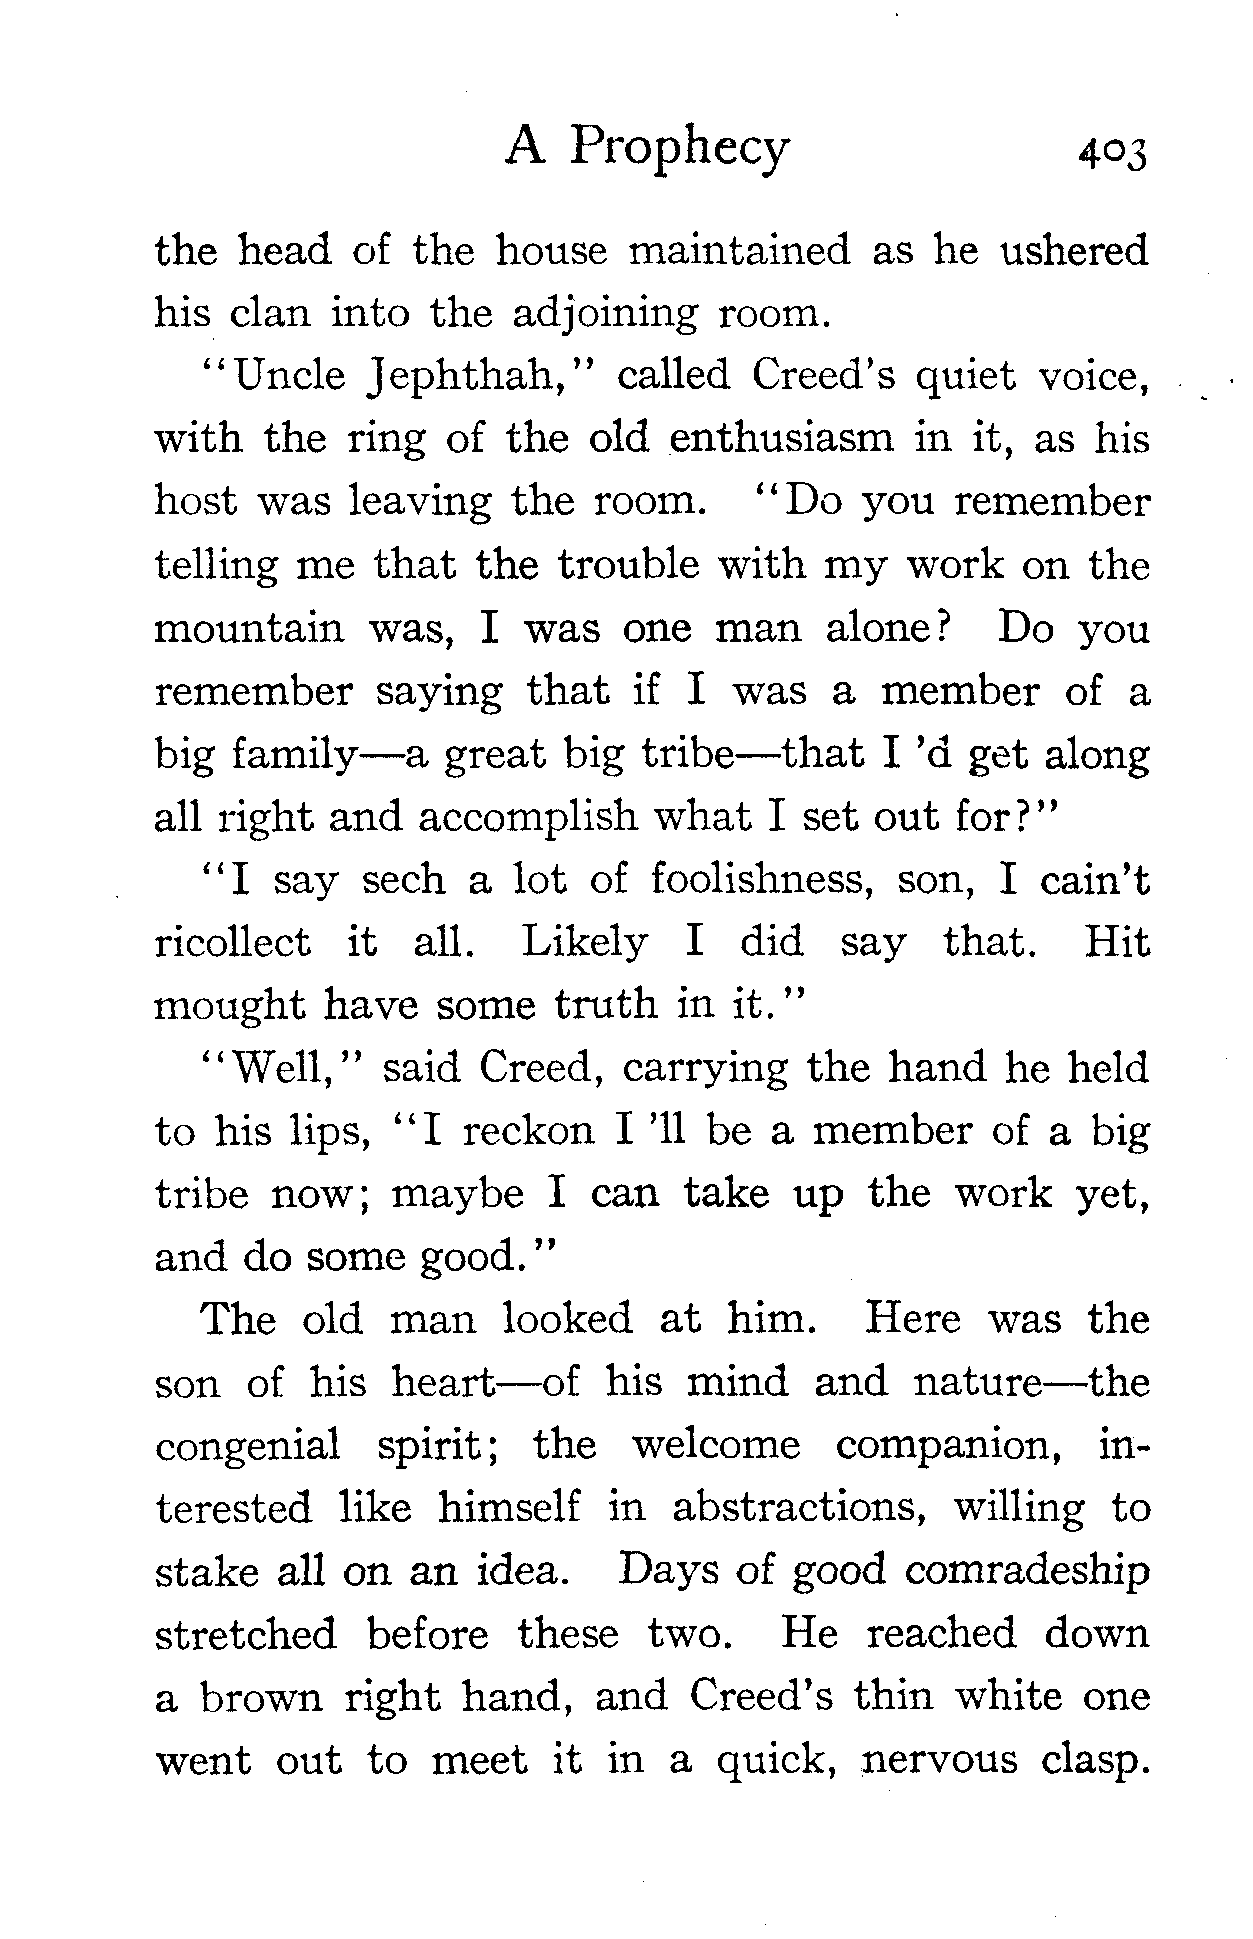 A Prophecy 403
the head of the house maintained as he ushered
his clan into the adjoining room.
"Uncle Jephthah," called Creed's quiet voice,
with the ring of the old enthusiasm in it, as his
host was leaving the room. "Do you remember
telling me that the trouble with my work on the
mountain was, I was one man alone? Do you
remember saying that if I was a member of a
big family—a great big tribe—that I 'd get along
all right and accomplish what I set out for?"
"I say sech a lot of foolishness, son, I cain't
ricollect it all. Likely I did say that. Hit
mought have some truth in it."
"Well," said Creed, carrying the hand he held
to his lips, "I reckon I 'll be a member of a big
tribe now; maybe I can take up the work yet,
and do some good."
The old man looked at him. Here was the
son of his heart—of his mind and nature—the
congenial spirit; the welcome companion, in-
terested like himself in abstractions, willing to
stake all on an idea. Days of good comradeship
stretched before these two. He reached down
a brown right hand, and Creed's thin white one
went out to meet it in a quick, nervous clasp.